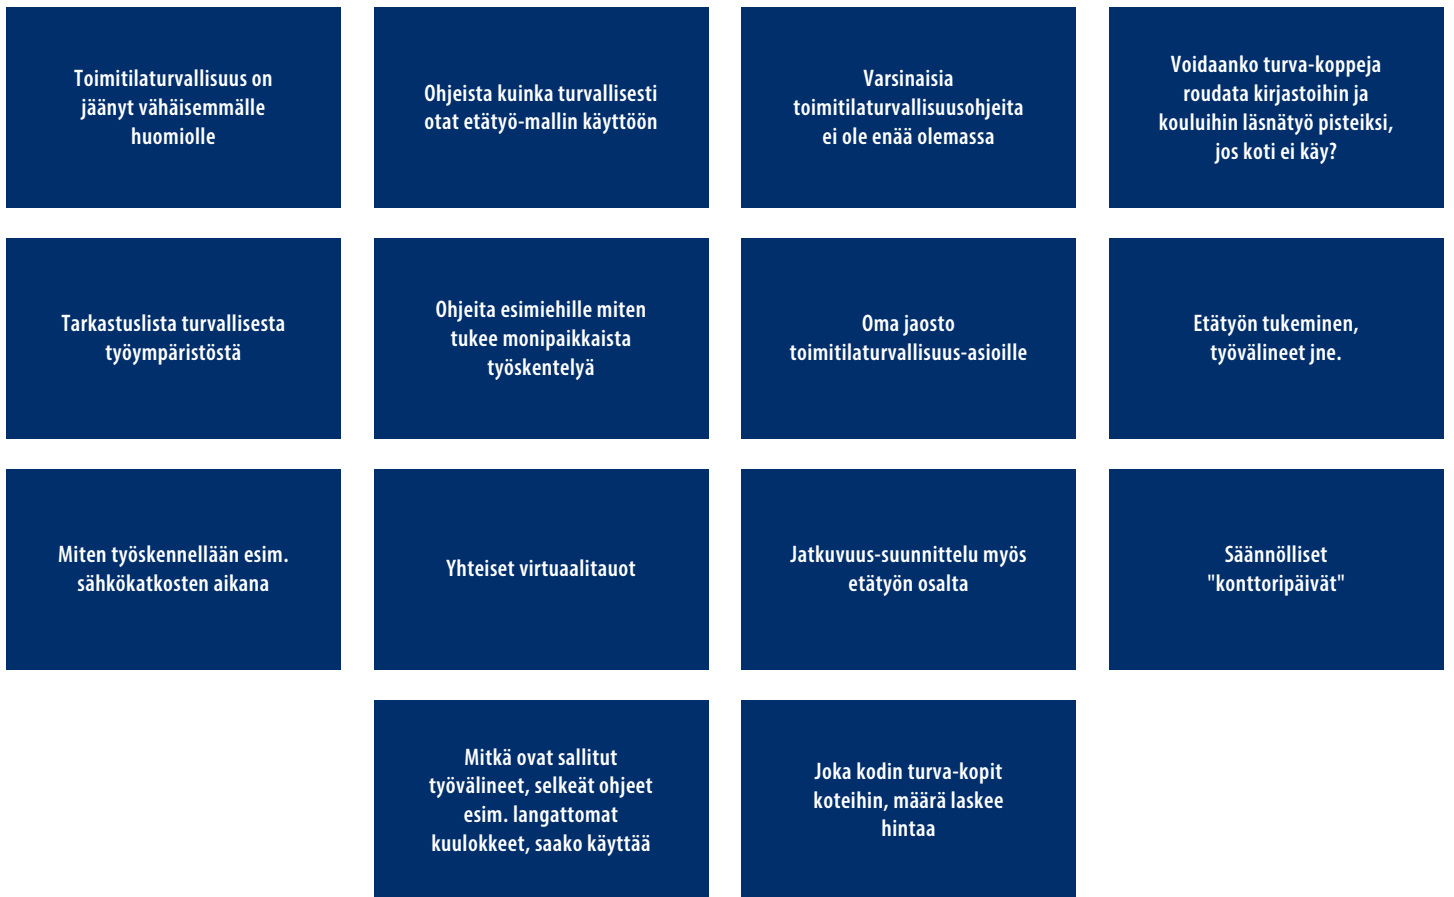 Toimitilaturvallisuus on
jäänyt vähäisemmälle
huomiolle
Ohjeista kuinka turvallisesti
otat etätyö-mallin käyttöön
Varsinaisia
toimitilaturvallisuusohjeita
ei ole enää olemassa
Voidaanko turva-koppeja
roudata kirjastoihin ja
kouluihin läsnätyö pisteiksi,
jos koti ei käy?
Tarkastuslista turvallisesta
työympäristöstä
Ohjeita esimiehille miten
tukee monipaikkaista
työskentelyä
Oma jaosto
toimitilaturvallisuus-asioille
Etätyön tukeminen,
työvälineet jne.
Miten työskennellään esim.
sähkökatkosten aikana
Yhteiset virtuaalitauot
Jatkuvuus-suunnittelu myös
etätyön osalta
Säännölliset
"konttoripäivät"
Mitkä ovat sallitut
työvälineet, selkeät ohjeet
esim. langattomat
kuulokkeet, saako käyttää
Joka kodin turva-kopit
koteihin, määrä laskee
hintaa